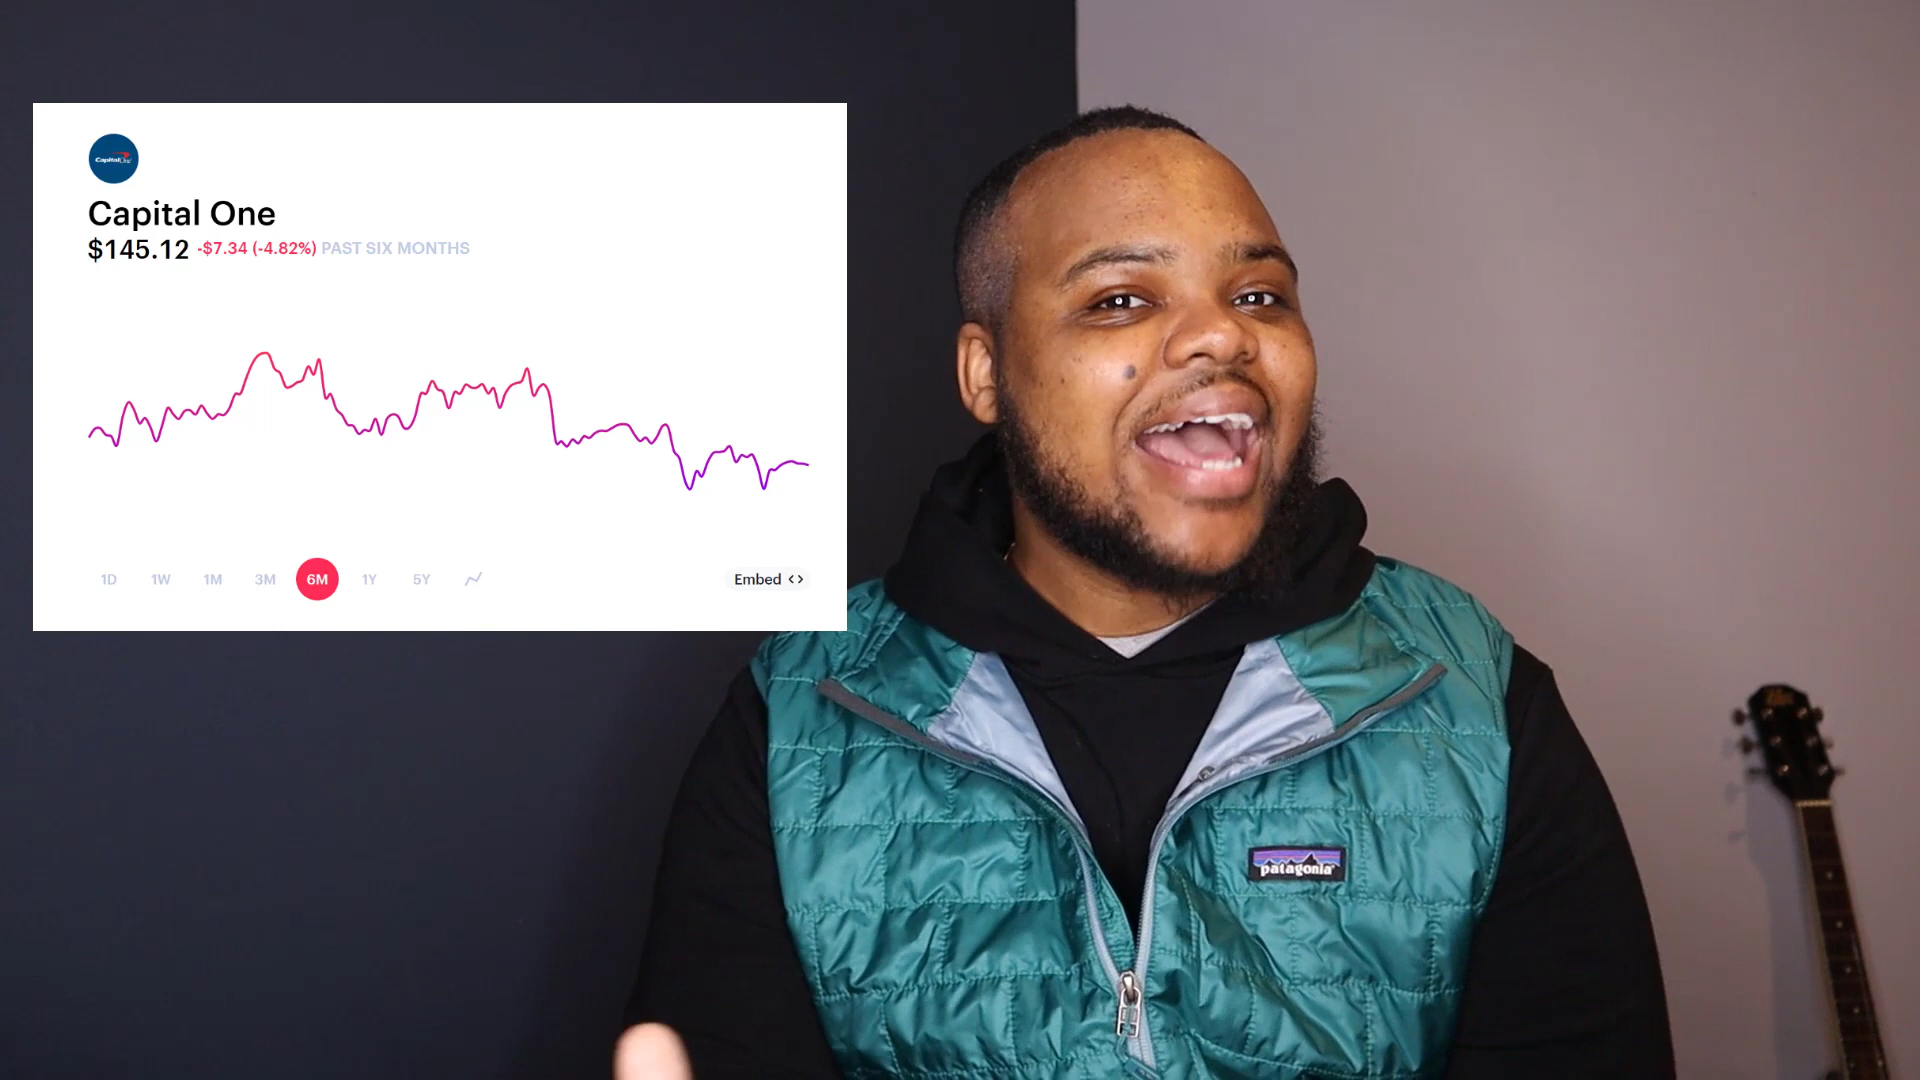 CapitalOne
Capital One
$145.12 -$7.34 (-4.82%) PAST SIX MONTHS
1D 1W 1M 3M 6M 1Y 5Y Embed <>
patagonia